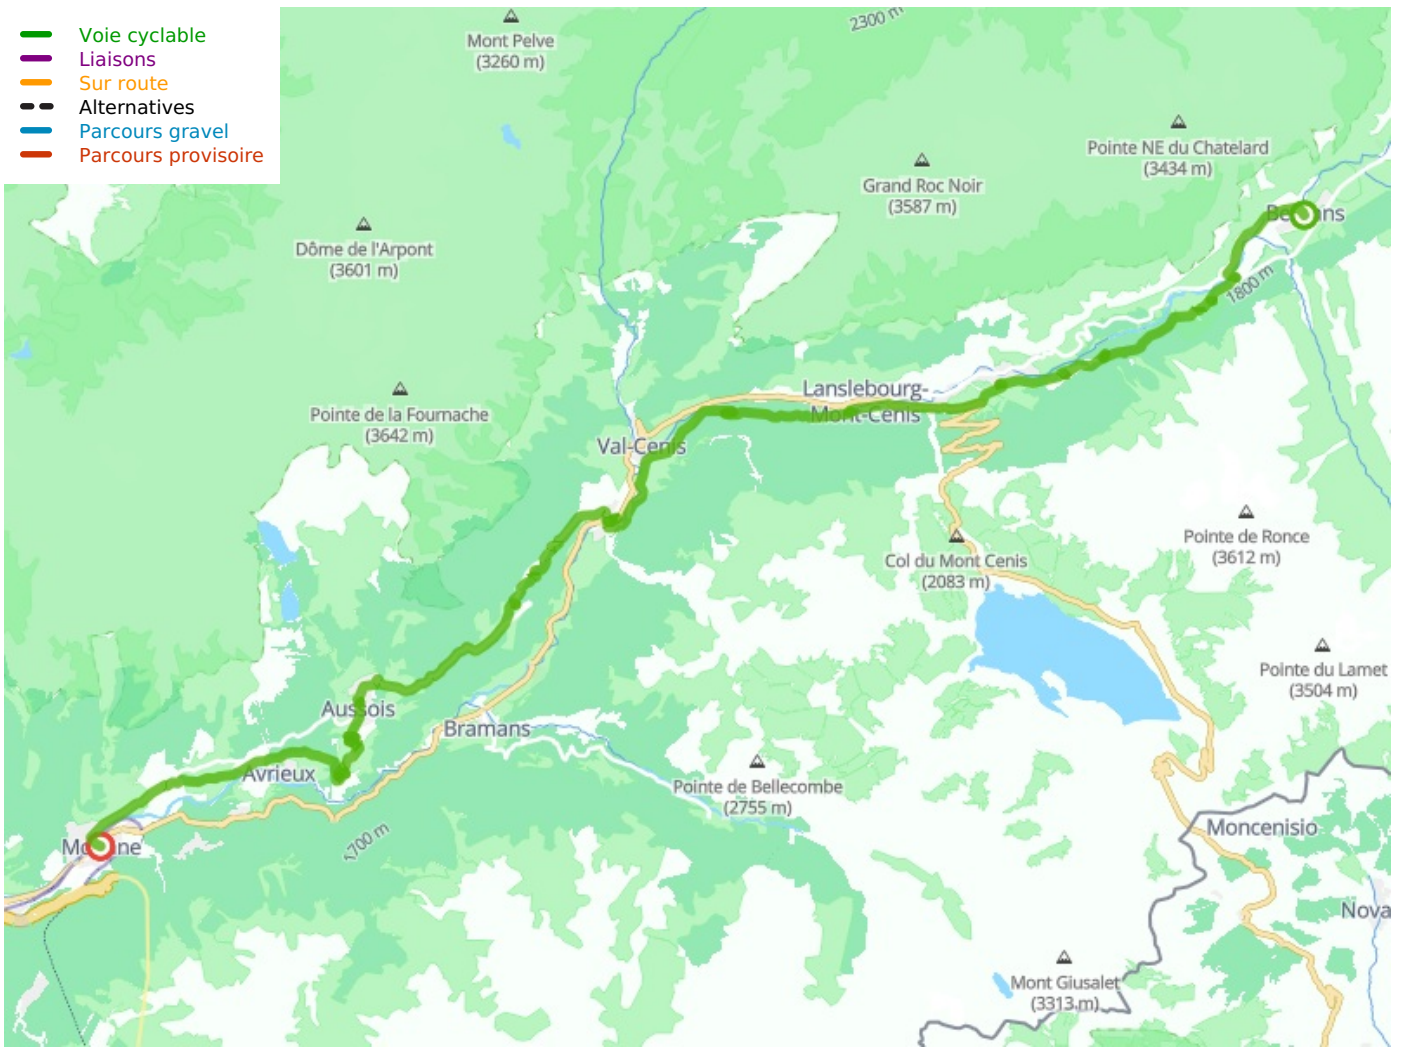 Voie cyclable
Liaisons
Sur route
Alternatives
Parcours gravel
Parcours provisoire
2300 m
Mont Pelve
(3260 m)
Pointe NE du Chatelard
(3434 m)
Grand Roc Noir
(3587 m)
Dôme de l'Arpont
(3601 m)
1800 m
Pointe de la Fournache
(3642 m)
Lanslebourg-
Mont-Cenis
Val-Cenis
Pointe de Ronce
(3612 m)
Col du Mont Cenis
(2083 m)
Pointe du Lamet
(3504 m)
Aussois
Bramans
Avrieux
Pointe de Bellecombe
(2755 m)
Moncenisio
1700 m
Nova
Mont Giusalet
(3313 m)